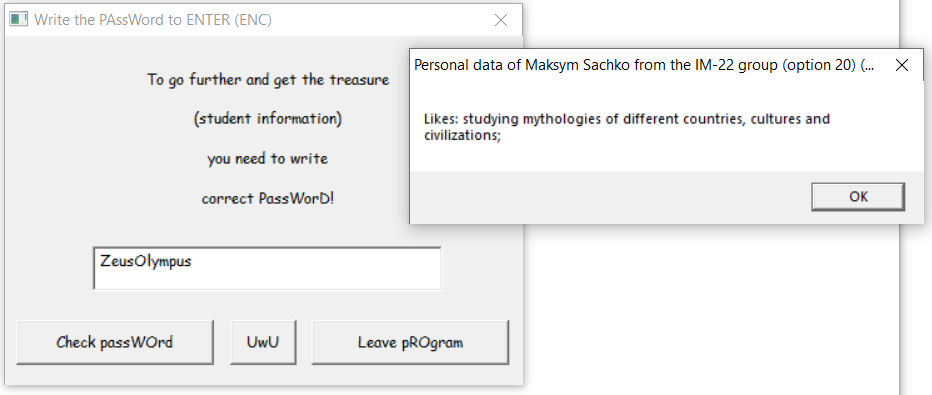 Write the PAssWord to ENTER (ENC)
To go further and get the treasure
(student information)
you need to write
correct PassWorD!
ZeusOlympus
Check passWOrd
UwU
Leave pROgram
Personal data of Maksym Sachko from the IM-22 group (option 20) (...
Likes: studying mythologies of different countries, cultures and
civilizations;
OK